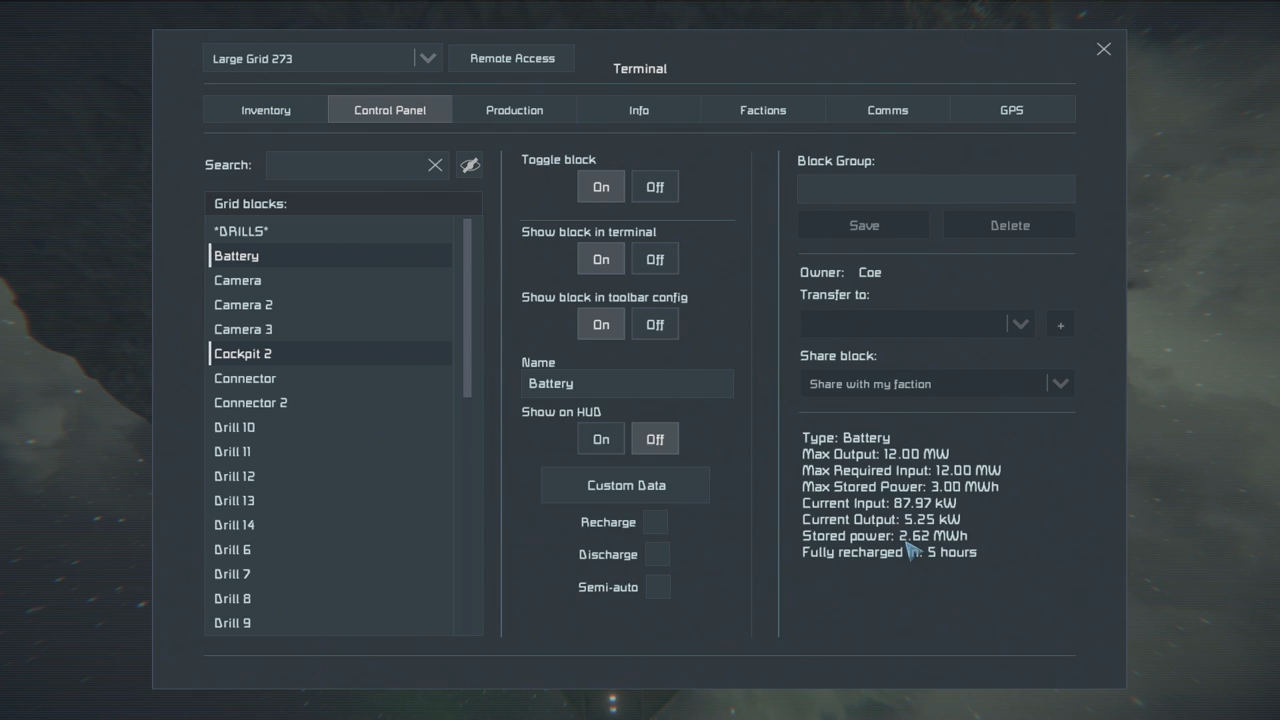 Large Grid 273
Remote Access
Terminal
Inventory
Control Panel
Production
Info
Factions
Comms
GPS
Search:
Grid blocks:
*DRILLS*
Battery
Camera
Camera 2
Camera 3
Cockpit 2
Connector
Connector 2
Drill 10
Drill 11
Drill 12
Drill 13
Drill 14
Drill 6
Drill 7
Drill 8
Drill 9
Toggle block
On
Off
Show block in terminal
On
Off
Show block in toolbar config
On
Off
Name
Battery
Show on HUD
On
Off
Custom Data
Recharge
Discharge
Semi-auto
Block Group:
Save
Delete
Owner: Coe
Transfer to:
+
Share block:
Share with my faction
Type: Battery
Max Output: 12.00 MW
Max Required Input: 12.00 MW
Max Stored Power: 3.00 MWh
Current Input: 87.97 kW
Current Output: 5.25 kW
Stored power: 2.62 MWh
Fully recharged in: 5 hours